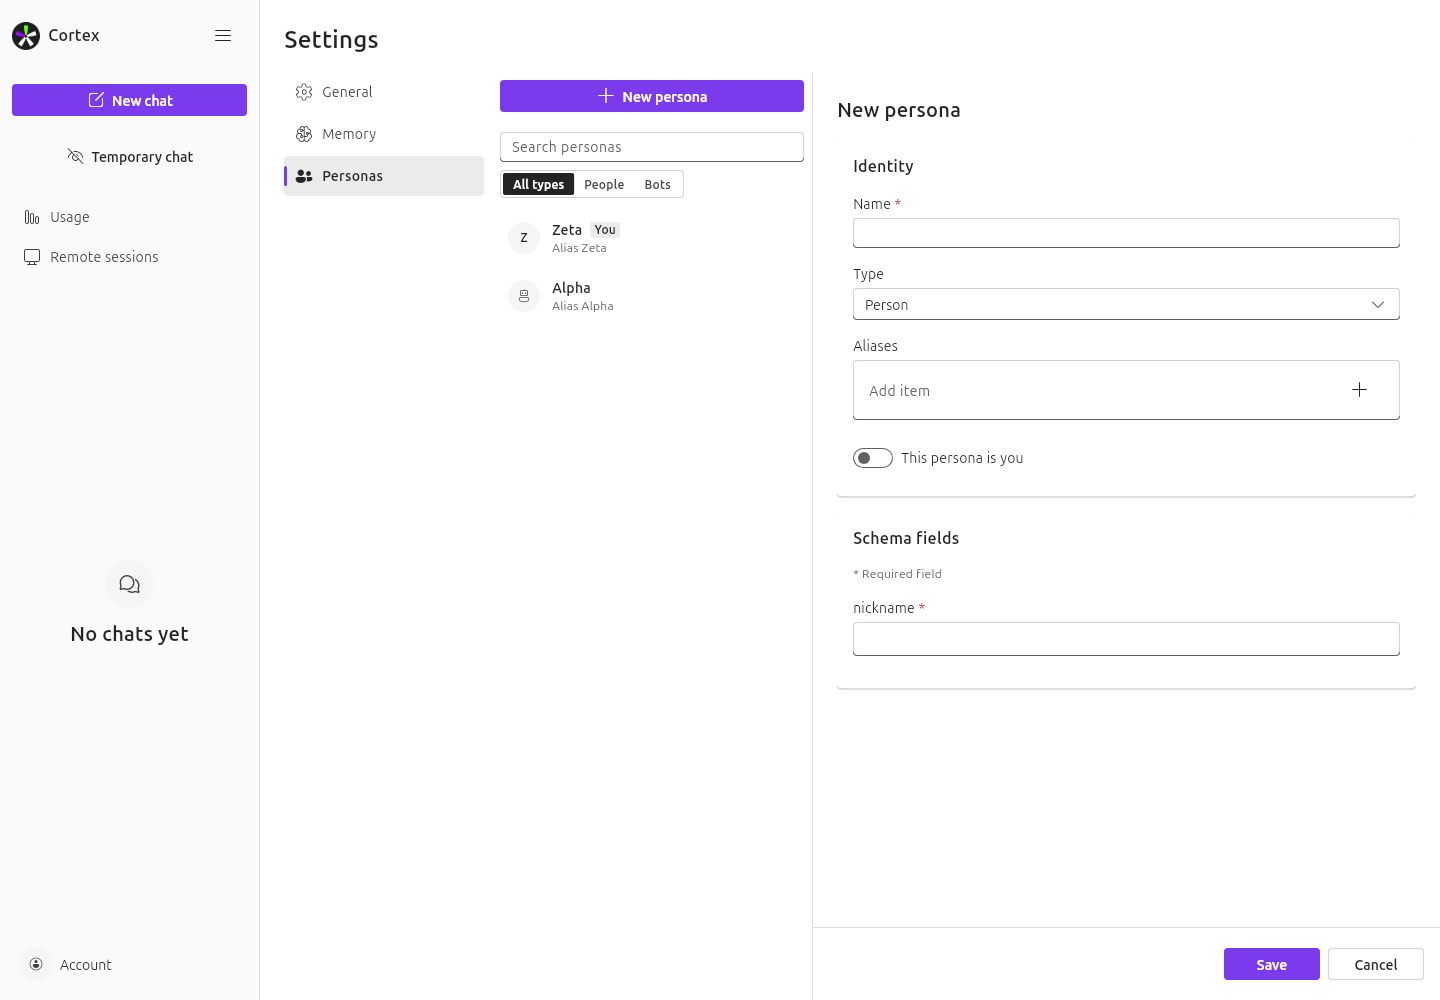 Cortex
New chat
Temporary chat
Usage
Remote sessions
No chats yet
Account
Settings
General
Memory
Personas
New persona
Search personas
All types
People
Bots
Z
Zeta
You
Alias Zeta
Alpha
Alias Alpha
New persona
Identity
Name *
Type
Person
Aliases
Add item
This persona is you
Schema fields
* Required field
nickname *
Save
Cancel